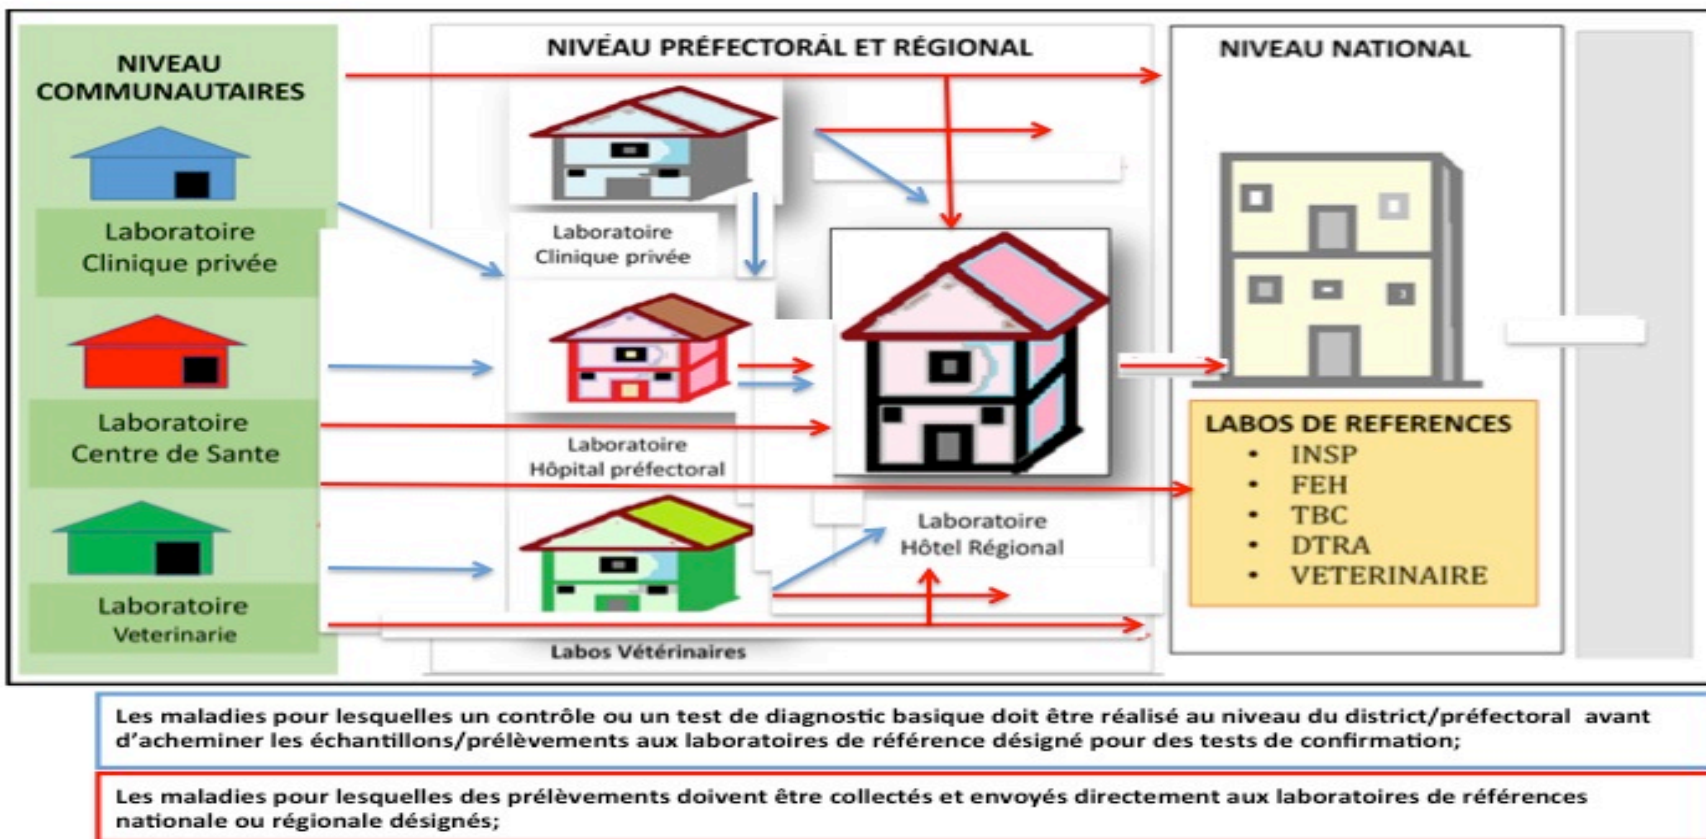 NIVEAU
COMMUNAUTAIRES
Laboratoire
Clinique privée
Laboratoire
Centre de Sante
Laboratoire
Veterinarie
NIVÉAU PRÉFECTORÁL ET RÉGIONAL
Laboratoire
Clinique privée
Laboratoire
Hôpital préfectoral
Labos Vétérinaires
Laboratoire
Hôtel Régional
NIVEAU NATIONAL
LABOS DE REFERENCES
• INSP
• FEH
• TBC
• DTRA
• VETERINAIRE
Les maladies pour lesquelles un contrôle ou un test de diagnostic basique doit être réalisé au niveau du district/préfectoral avant
d'acheminer les échantillons/prélèvements aux laboratoires de référence désigné pour des tests de confirmation;
Les maladies pour lesquelles des prélèvements doivent être collectés et envoyés directement aux laboratoires de références
nationale ou régionale désignés;